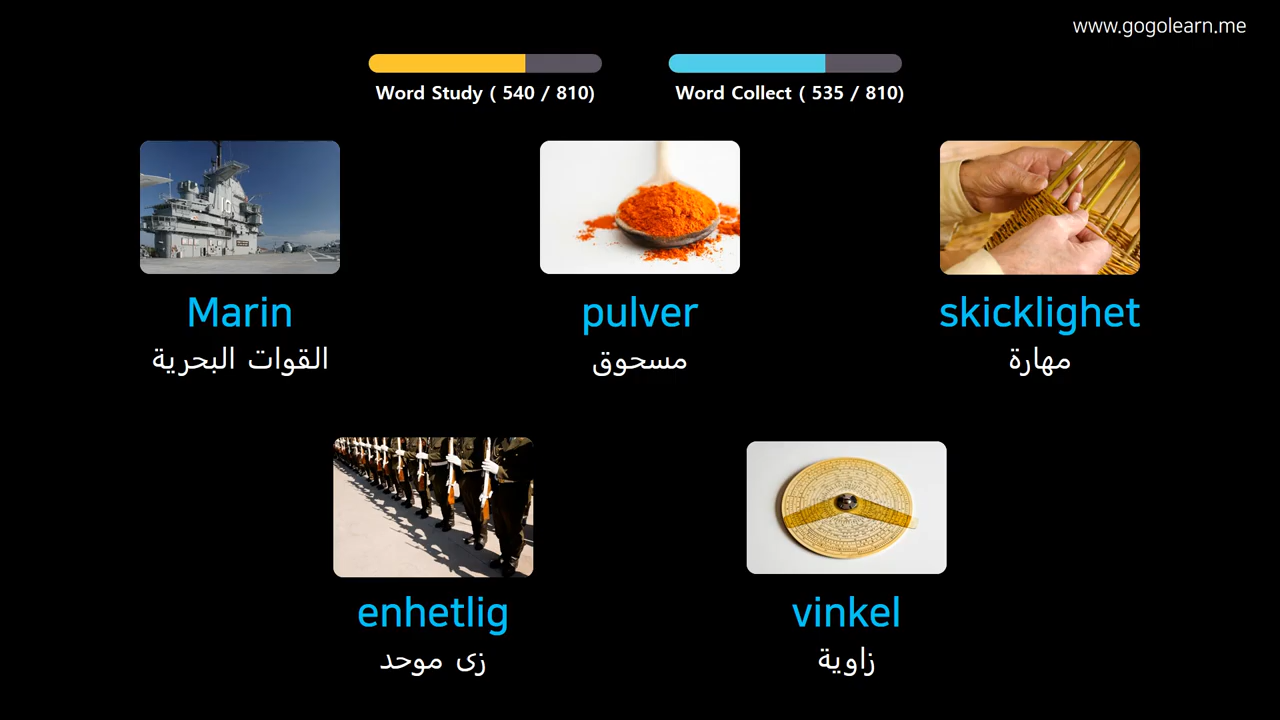 www.gogolearn.me
Word Study ( 540 / 810)
Word Collect ( 535 / 810)
Marin
القوات البحرية
pulver
مسحوق
skicklighet
مهارة
enhetlig
زى موحد
vinkel
زاوية